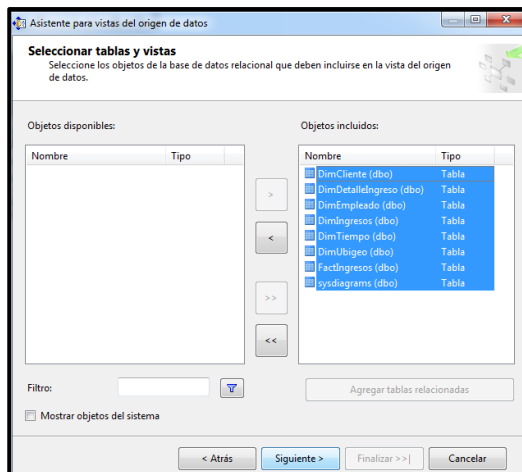 Asistente para vistas del origen de datos
Seleccionar tablas y vistas
Seleccione los objetos de la base de datos relacional que deben incluirse en la vista del origen
de datos.
Objetos disponibles:
Objetos incluidos:
Nombre Tipo
Nombre Tipo
DimCliente (dbo) Tabla
DimDetalleIngreso (dbo) Tabla
DimEmpleado (dbo) Tabla
DimIngresos (dbo) Tabla
DimTiempo (dbo) Tabla
DimUbigeo (dbo) Tabla
FactIngresos (dbo) Tabla
sysdiagrams (dbo) Tabla
>
<
>>
<<
Filtro:
Agregar tablas relacionadas
Mostrar objetos del sistema
< Atrás Siguiente > Finalizar >>| Cancelar